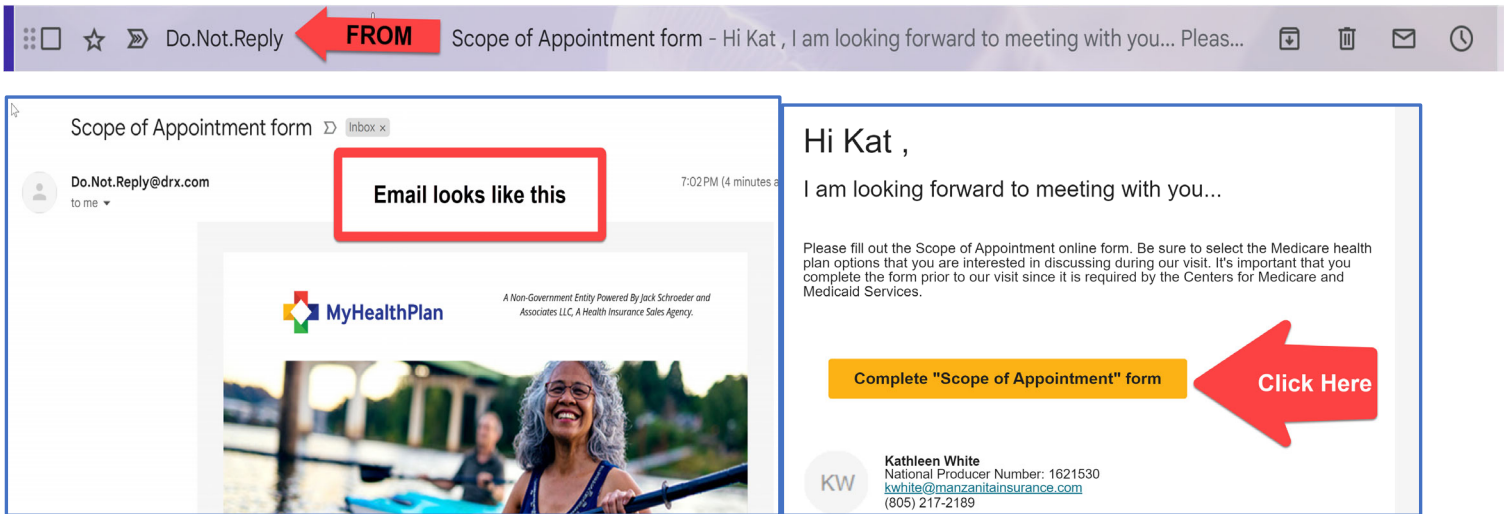 Do.Not.Reply FROM Scope of Appointment form - Hi Kat , I am looking forward to meeting with you... Pleas...
Scope of Appointment form Inbox x
Do.Not.Reply@drx.com
to me
Email looks like this
7:02 PM (4 minutes a
MyHealthPlan
A Non-Government Entity Powered By Jack Schroeder and
Associates LLC, A Health Insurance Sales Agency.
Hi Kat ,
I am looking forward to meeting with you...
Please fill out the Scope of Appointment online form. Be sure to select the Medicare health
plan options that you are interested in discussing during our visit. It's important that you
complete the form prior to our visit since it is required by the Centers for Medicare and
Medicaid Services.
Complete "Scope of Appointment" form
Click Here
KW
Kathleen White
National Producer Number: 1621530
kwhite@manzanitainsurance.com
(805) 217-2189